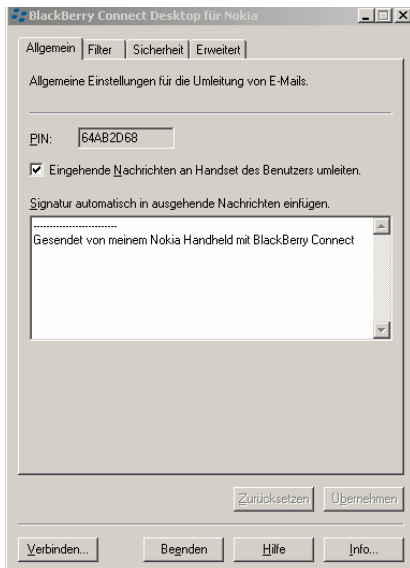 BlackBerry Connect Desktop für Nokia
Allgemein Filter Sicherheit Erweitert
Allgemeine Einstellungen für die Umleitung von E-Mails.
PIN: 64AB2D68
Eingehende Nachrichten an Handset des Benutzers umleiten.
Signatur automatisch in ausgehende Nachrichten einfügen.
--------------------------
Gesendet von meinem Nokia Handheld mit BlackBerry Connect
Zurücksetzen Übernehmen
Verbinden... Beenden Hilfe Info...